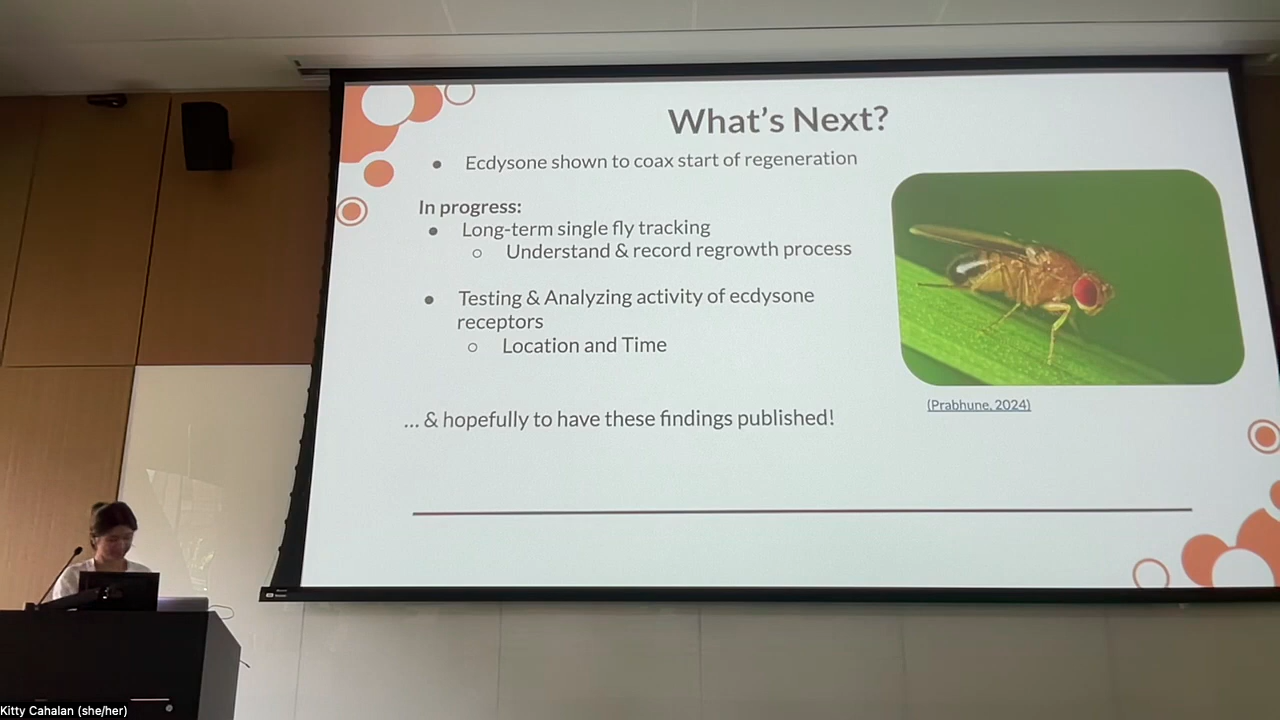 What's Next?
● Ecdysone shown to coax start of regeneration
In progress:
● Long-term single fly tracking
○ Understand & record regrowth process
● Testing & Analyzing activity of ecdysone
receptors
○ Location and Time
(Prabhune, 2024)
... & hopefully to have these findings published!
Kitty Cahalan (she/her)